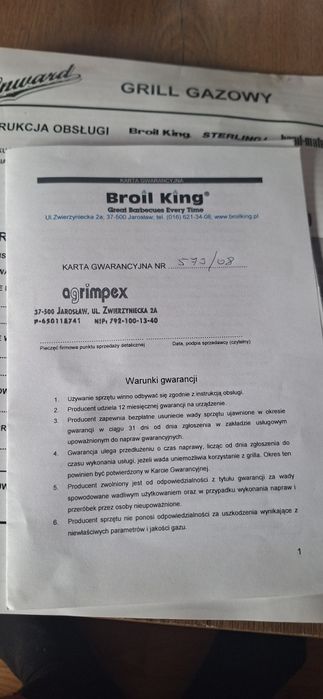 GRILL GAZOWY
RUKCJA OBSŁUGI Broil King STERLING
KARTA GWARANCYJNA
Broil King®
Great Barbecues Every Time
Ul.Zwierzyniecka 2a, 37-500 Jarosław, tel. (016) 621-34-08, www.broilking.pl
KARTA GWARANCYJNA NR 573/08
agrimpex
37-500 JAROSŁAW, UL. ZWIERZYNIECKA 2A
P-650118741 NIP: 792-100-13-40
Pieczęć firmowa punktu sprzedaży detalicznej Data, podpis sprzedawcy (czytelny)
Warunki gwarancji
1. Używanie sprzętu winno odbywać się zgodnie z instrukcją obsługi.
2. Producent udziela 12 miesięcznej gwarancji na urządzenie.
3. Producent zapewnia bezpłatne usuniecie wady sprzętu ujawnione w okresie
gwarancji w ciągu 31 dni od dnia zgłoszenia w zakładzie usługowym
upoważnionym do napraw gwarancyjnych.
4. Gwarancja ulega przedłużeniu o czas naprawy, licząc od dnia zgłoszenia do
czasu wykonania usługi, jeżeli wada uniemożliwia korzystanie z grilla. Okres ten
powinien być potwierdzony w Karcie Gwarancyjnej.
5. Producent zwolniony jest od odpowiedzialności z tytułu gwarancji za wady
spowodowane wadliwym użytkowaniem oraz w przypadku wykonania napraw i
przeróbek przez osoby nieupoważnione.
6. Producent sprzętu nie ponosi odpowiedzialności za uszkodzenia wynikające z
niewłaściwych parametrów i jakości gazu.
1